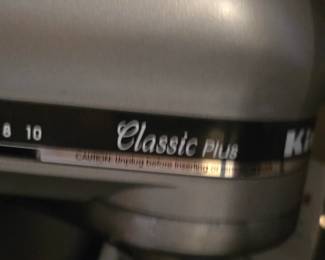 8 10 Classic Plus Ki
CAUTION: Unplug before inserting or